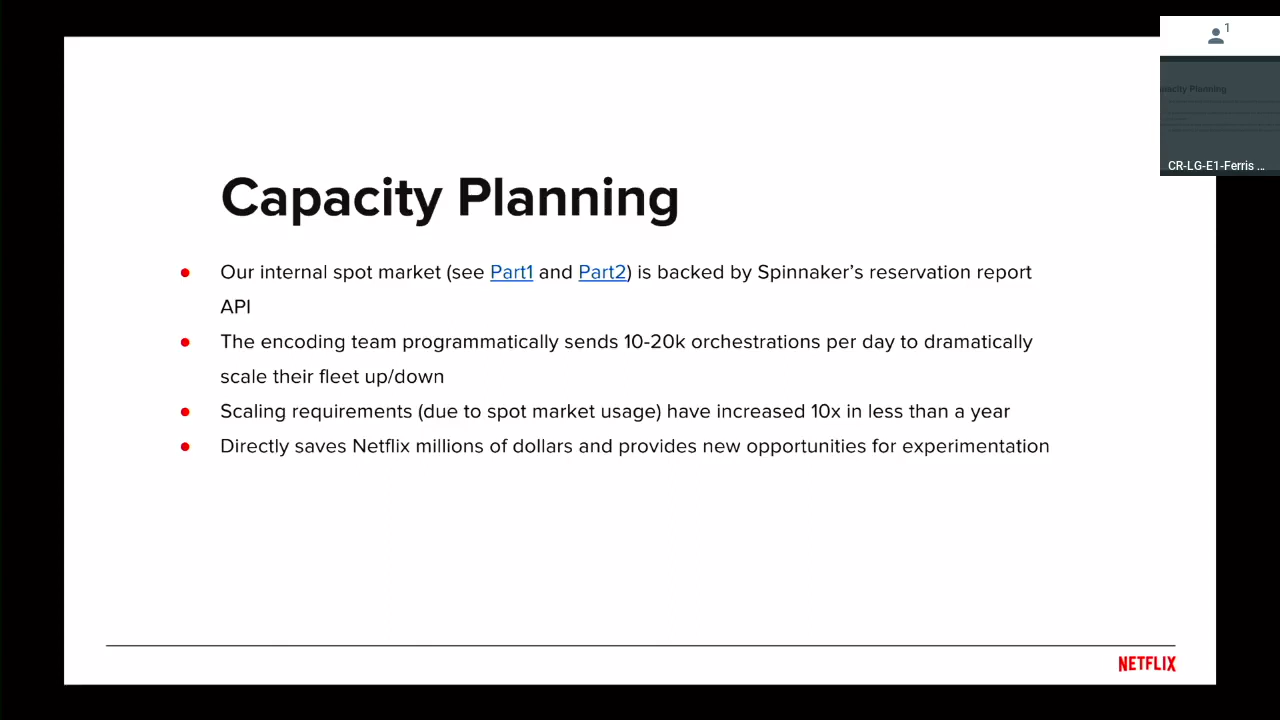 1
acity Planning
CR-LG-E1-Ferris ...
Capacity Planning
● Our internal spot market (see Part1 and Part2) is backed by Spinnaker’s reservation report
API
● The encoding team programmatically sends 10-20k orchestrations per day to dramatically
scale their fleet up/down
● Scaling requirements (due to spot market usage) have increased 10x in less than a year
● Directly saves Netflix millions of dollars and provides new opportunities for experimentation
NETFLIX